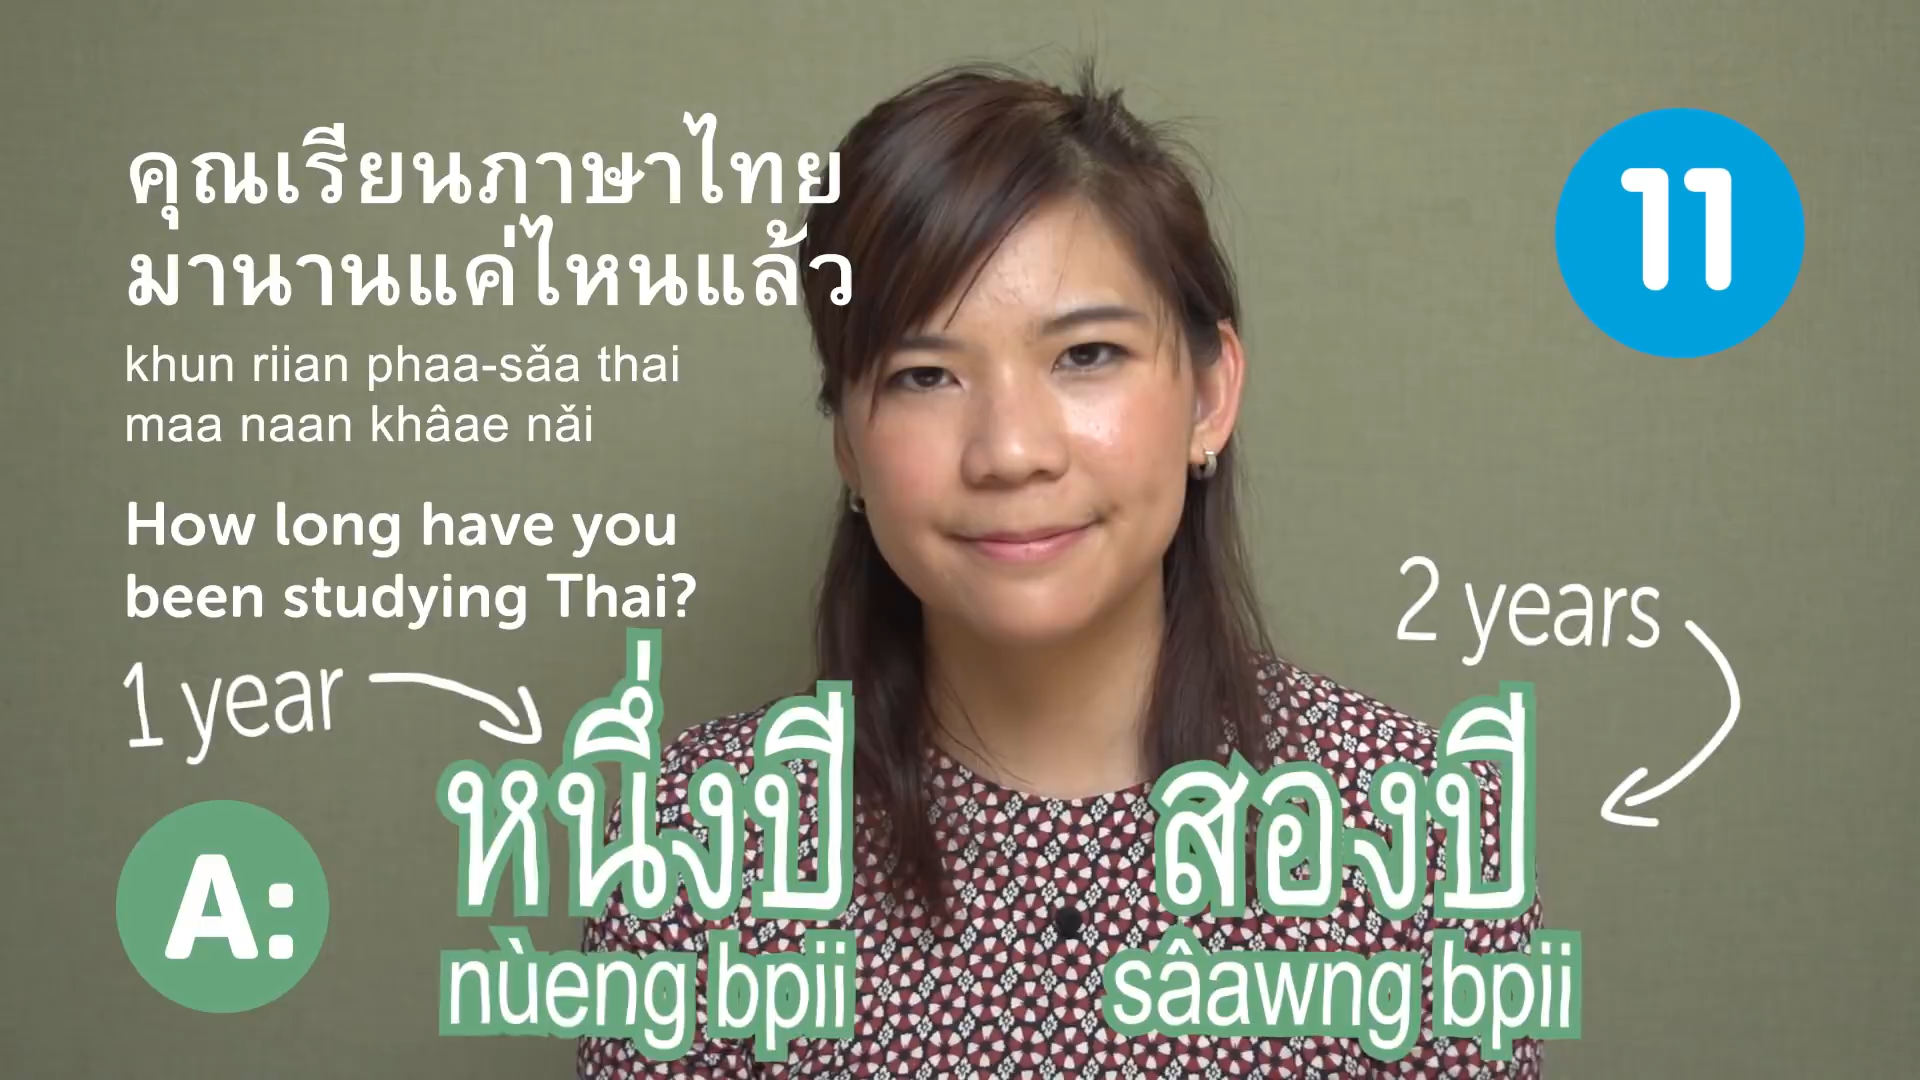 คุณเรียนภาษาไทย
มานานแค่ไหนแล้ว
khun riian phaa-sǎa thai
maa naan khâae nǎi
How long have you
been studying Thai?
11
1 year
2 years
A:
หนึ่งปี
สองปี
nùeng bpii
sâawng bpii